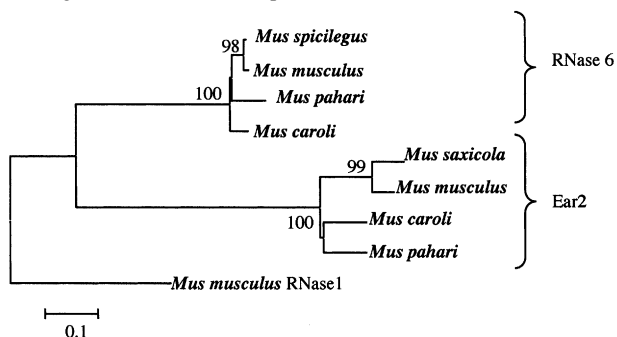 Mus spicilegus
98
RNase 6
Mus musculus
100
Mus pahari
Mus caroli
Mus saxicola
99
Mus musculus
Ear2
Mus caroli
100
Mus pahari
Mus musculus RNase1
0.1